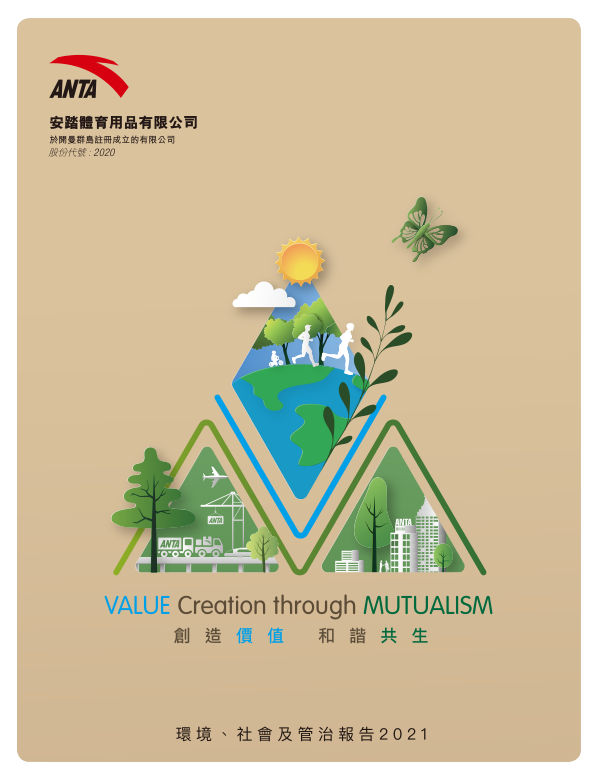 ANTA
安踏體育用品有限公司
於開曼群島註冊成立的有限公司
股份代號 : 2020
ANTA
ANTA
ANTA
VALUE Creation through MUTUALISM
創造價值 和諧共生
環境、社會及管治報告2021